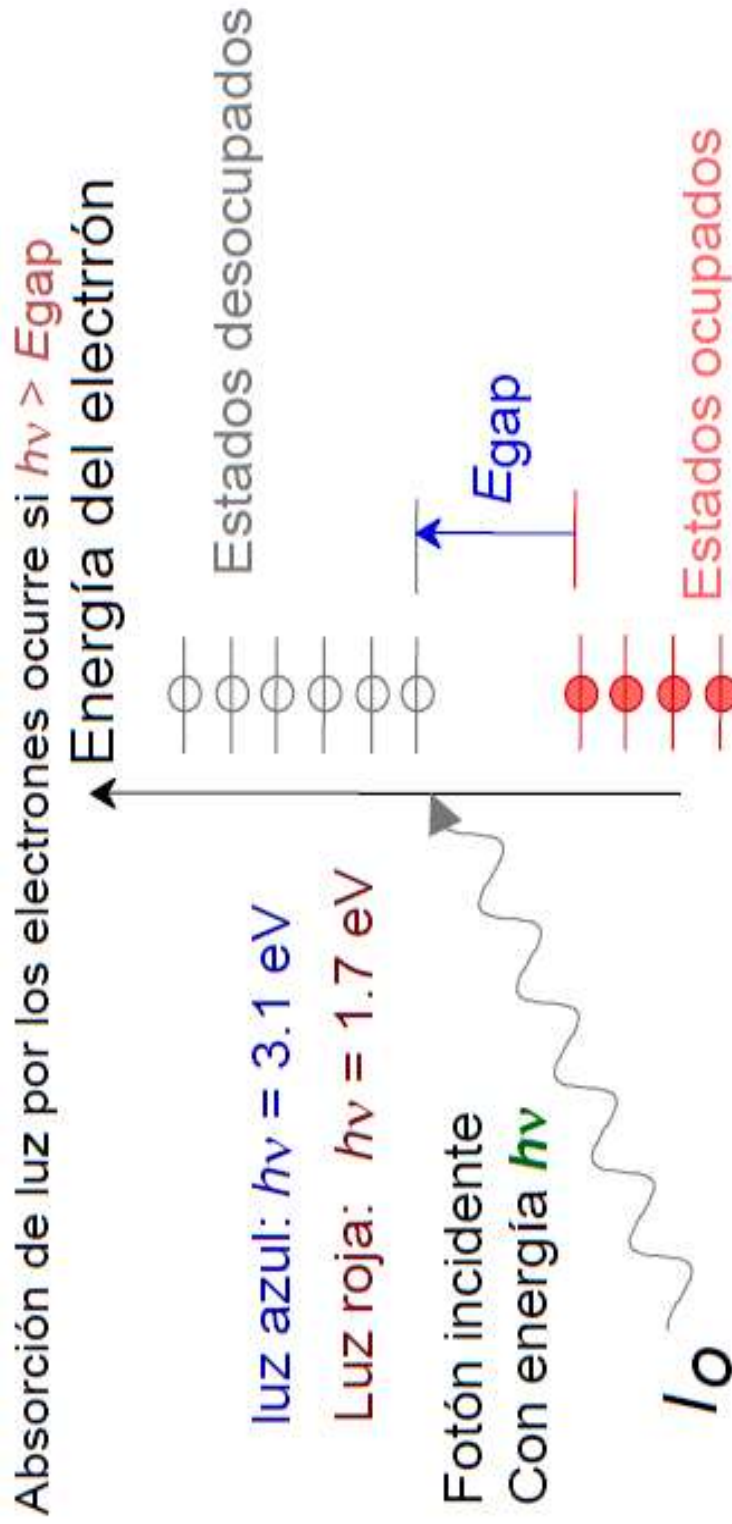 Absorción de luz por los electrones ocurre si hν > Egap
Energía del electrrón
Estados desocupados
luz azul: hν = 3.1 eV
Luz roja: hν = 1.7 eV
Egap
Fotón incidente
Con energía hν
Io
Estados ocupados